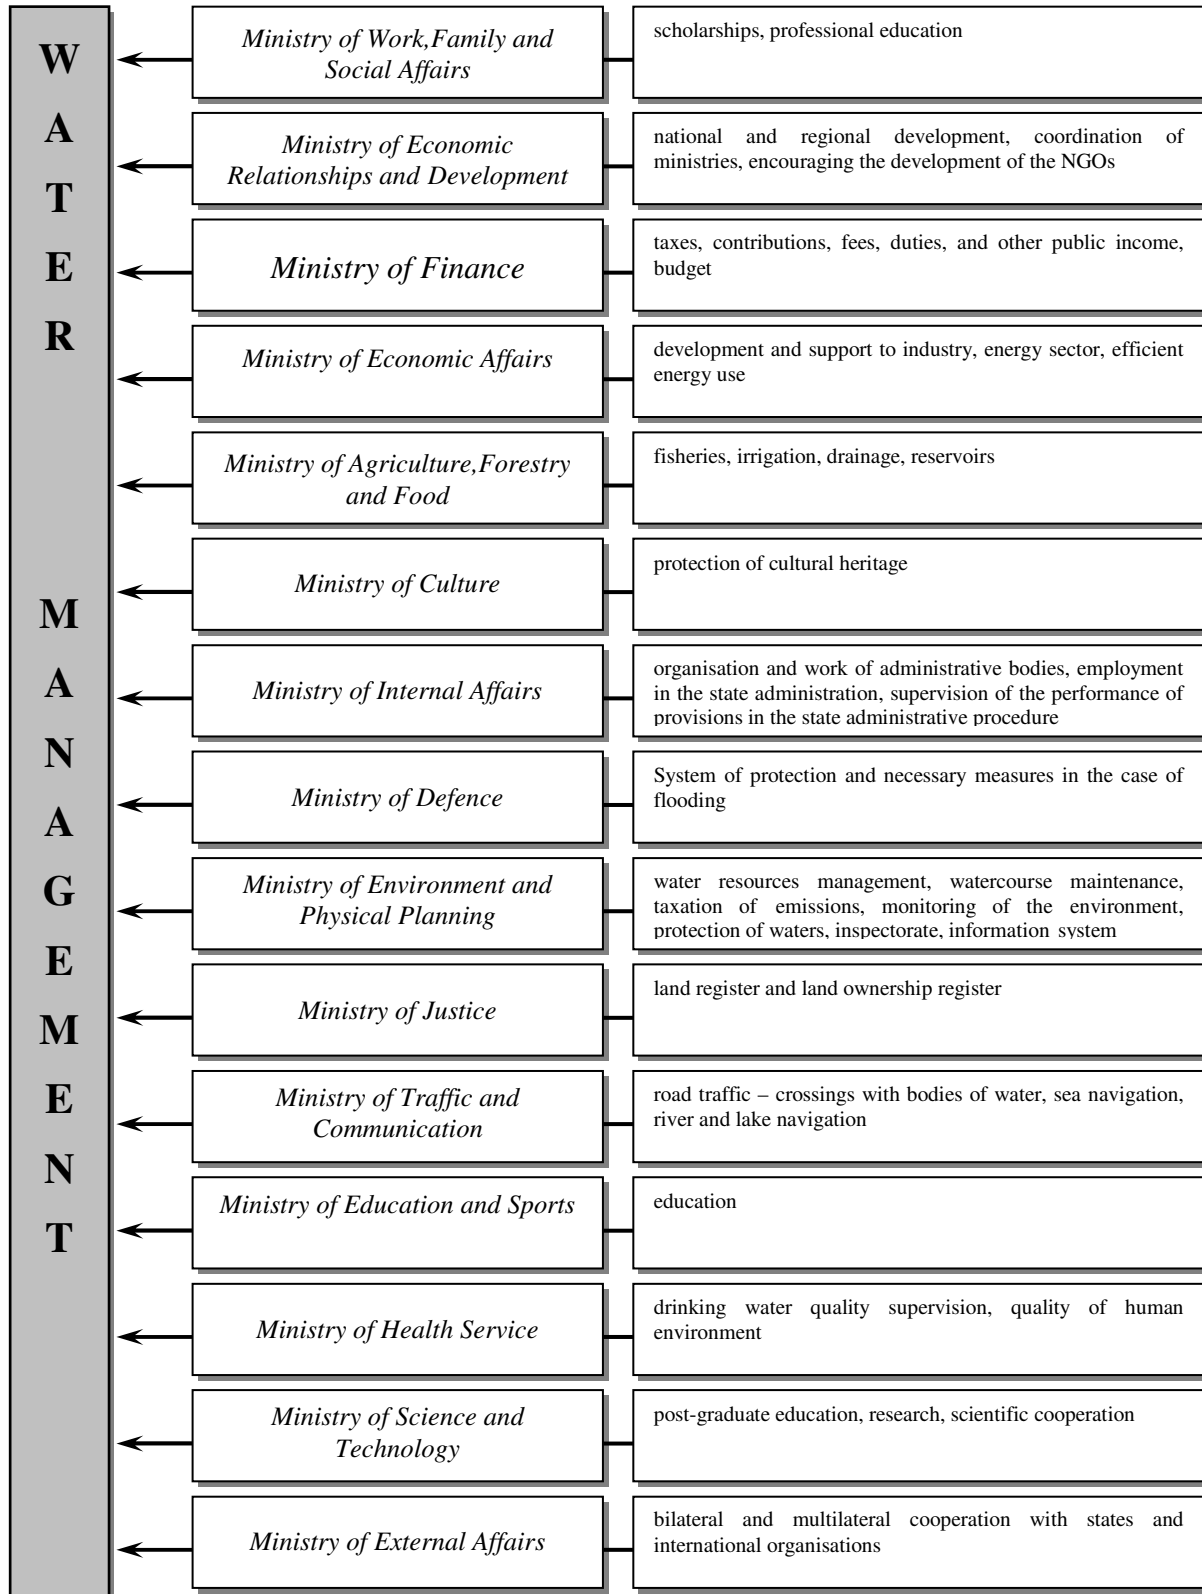 WATER MANAGEMENT
Ministry of Work,Family and
Social Affairs
scholarships, professional education
Ministry of Economic
Relationships and Development
national and regional development, coordination of
ministries, encouraging the development of the NGOs
Ministry of Finance
taxes, contributions, fees, duties, and other public income,
budget
Ministry of Economic Affairs
development and support to industry, energy sector, efficient
energy use
Ministry of Agriculture,Forestry
and Food
fisheries, irrigation, drainage, reservoirs
Ministry of Culture
protection of cultural heritage
Ministry of Internal Affairs
organisation and work of administrative bodies, employment
in the state administration, supervision of the performance of
provisions in the state administrative procedure
Ministry of Defence
System of protection and necessary measures in the case of
flooding
Ministry of Environment and
Physical Planning
water resources management, watercourse maintenance,
taxation of emissions, monitoring of the environment,
protection of waters, inspectorate, information system
Ministry of Justice
land register and land ownership register
Ministry of Traffic and
Communication
road traffic – crossings with bodies of water, sea navigation,
river and lake navigation
Ministry of Education and Sports
education
Ministry of Health Service
drinking water quality supervision, quality of human
environment
Ministry of Science and
Technology
post-graduate education, research, scientific cooperation
Ministry of External Affairs
bilateral and multilateral cooperation with states and
international organisations